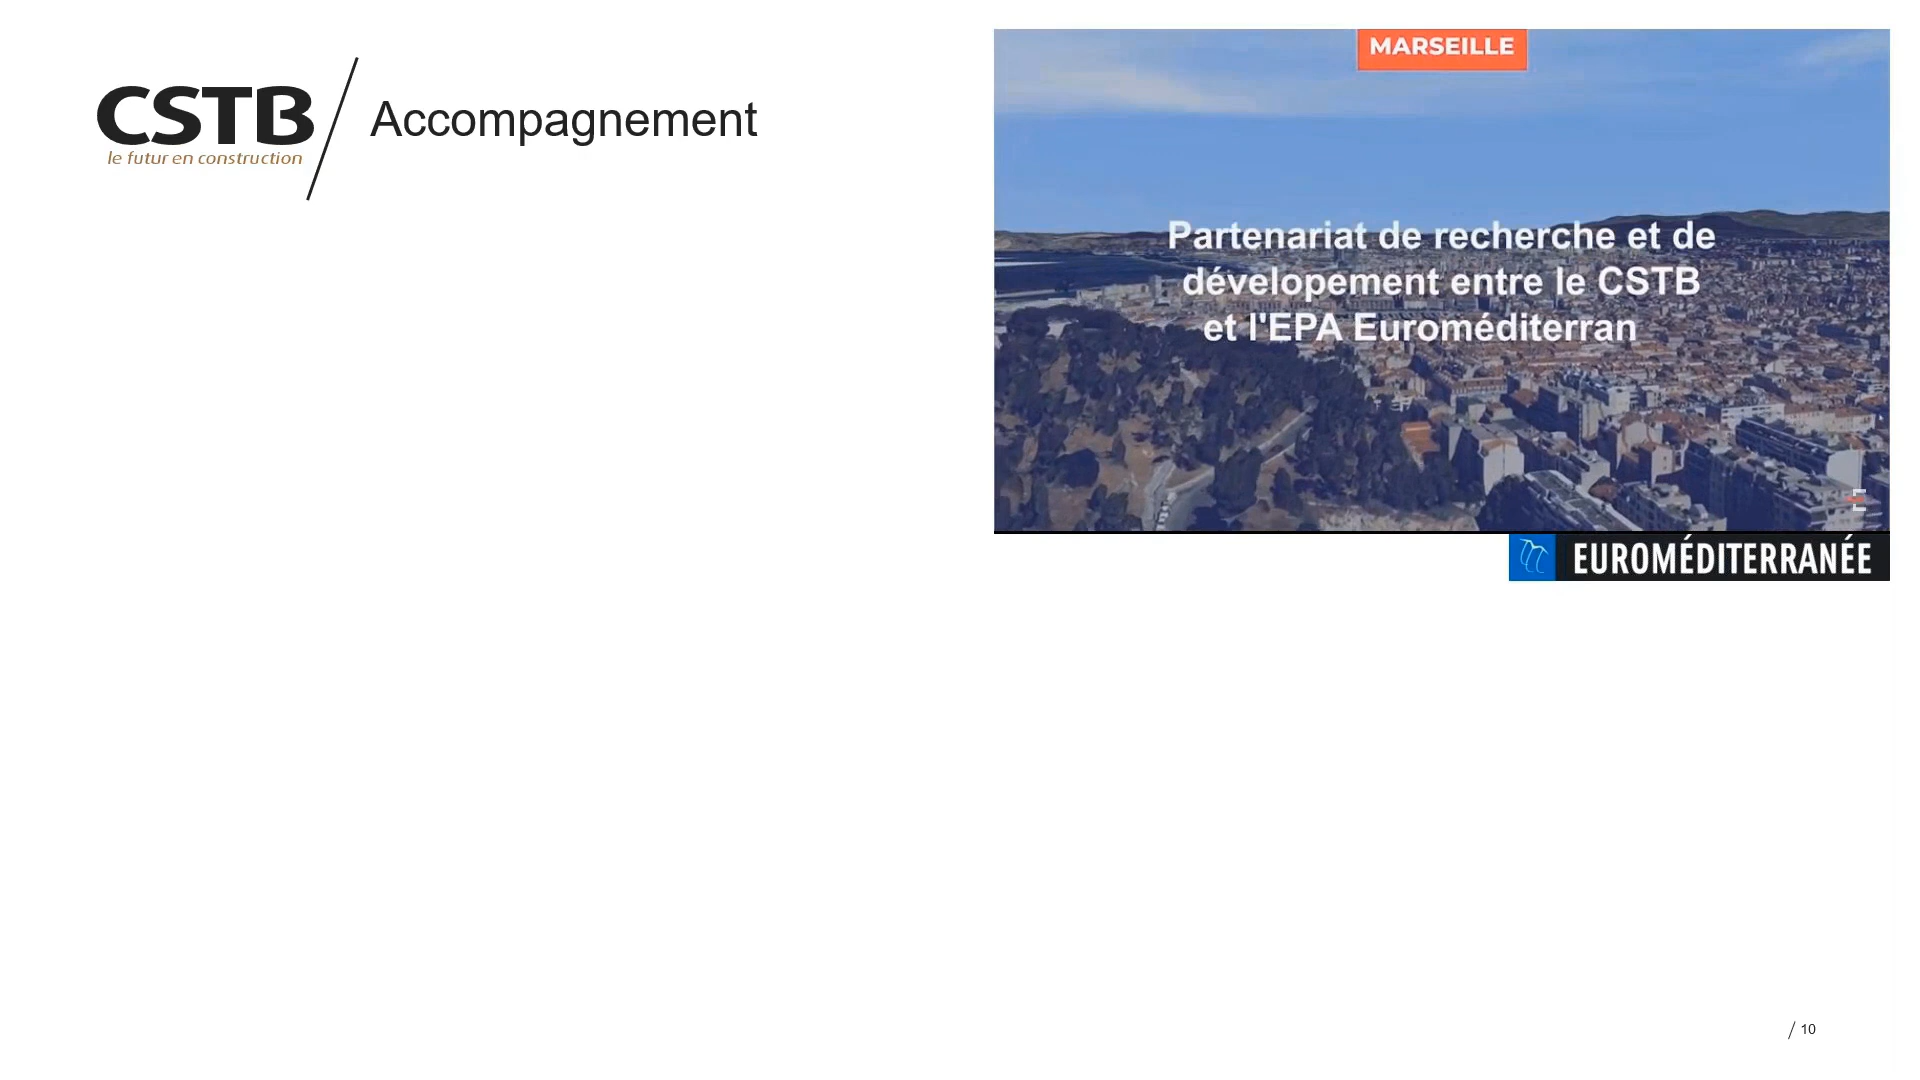 CSTB
le futur en construction
Accompagnement
MARSEILLE
Partenariat de recherche et de
dévelopement entre le CSTB
et l'EPA Euroméditerran
EUROMÉDITERRANÉE
/ 10